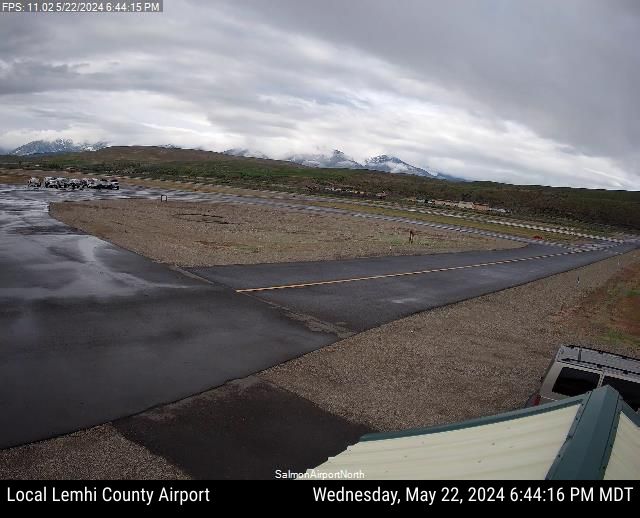 FPS: 11.02 5/22/2024 6:44:15 PM
SalmonAirportNorth
Local Lemhi County Airport Wednesday, May 22, 2024 6:44:16 PM MDT